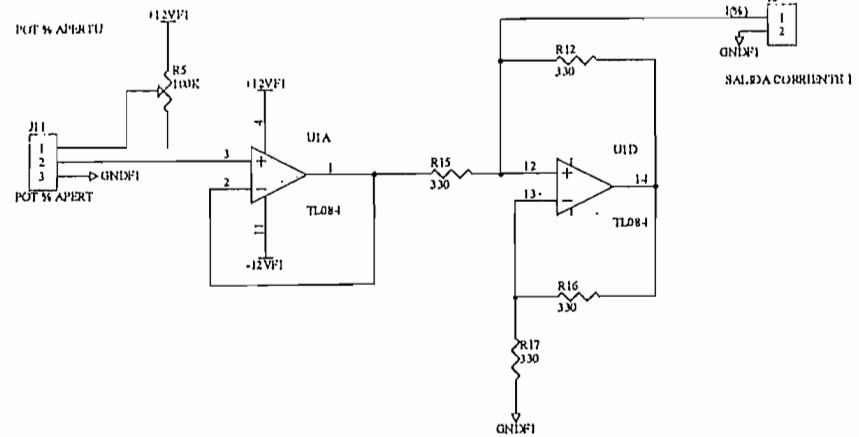 +12VF1
POT % APERTU
R5
100K
+12VF1
J11
1
2
3
GNDF1
POT % APERT
4
U1A
3
2
1
TL084
11
-12VF1
R15
330
R12
330
12
13
14
U1D
TL084
R16
330
R17
330
GNDF1
I(%)
1
2
GNDF1
SALIDA CORRIENTE 1